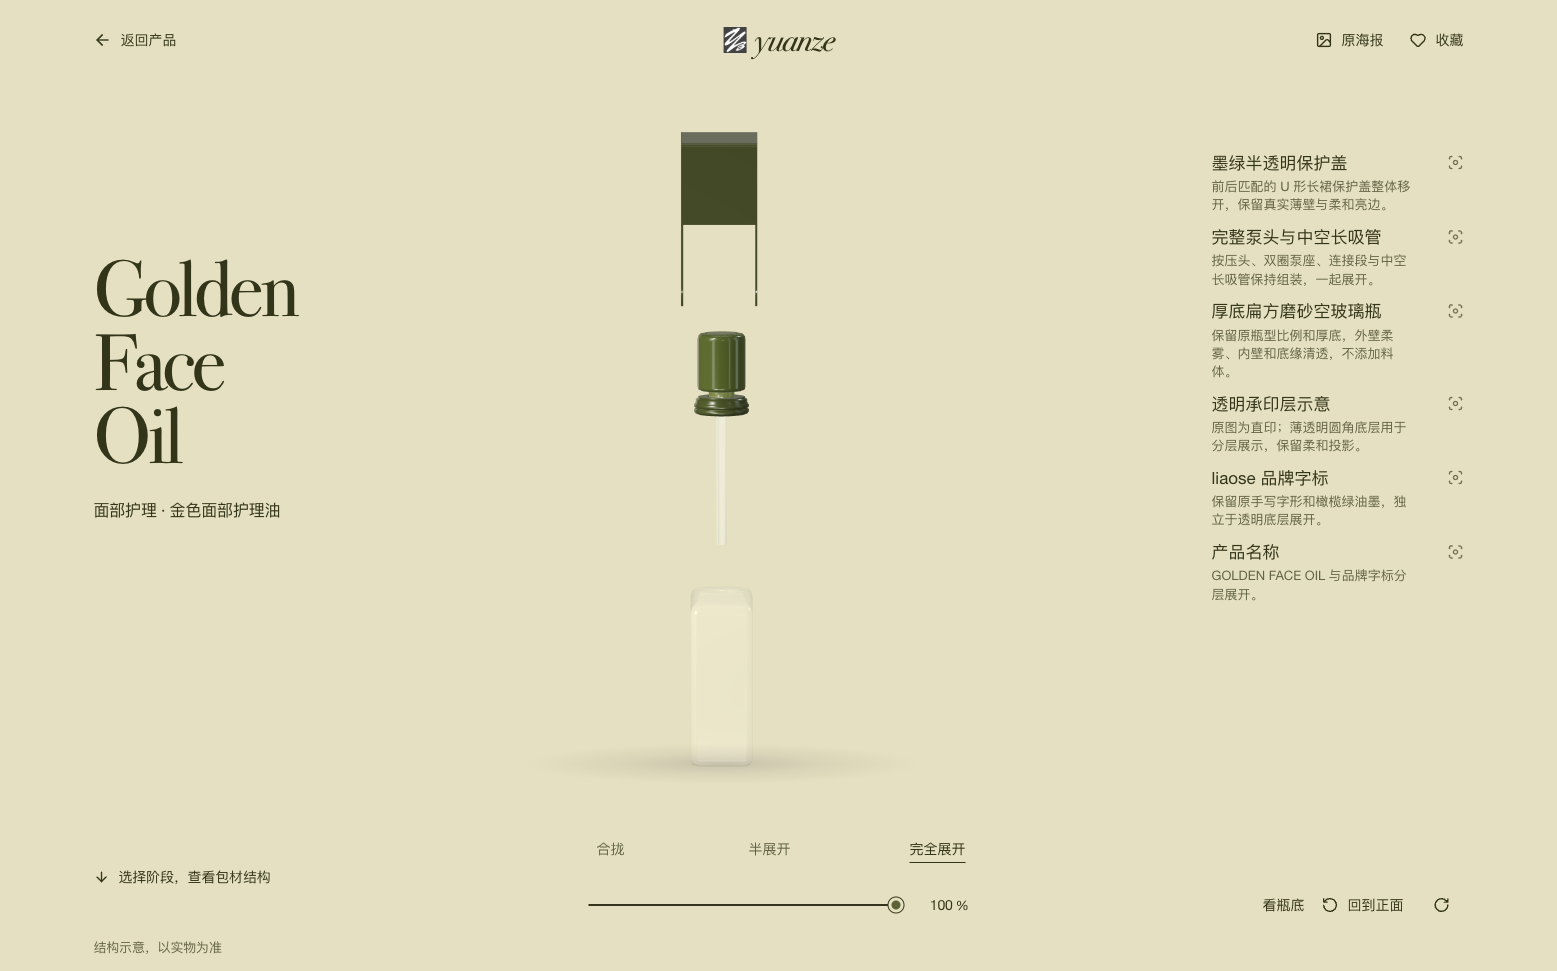 返回产品
yuanze
原海报
收藏
Golden
Face
Oil
面部护理 · 金色面部护理油
墨绿半透明保护盖
前后匹配的 U 形长裙保护盖整体移
开，保留真实薄壁与柔和亮边。
完整泵头与中空长吸管
按压头、双圈泵座、连接段与中空
长吸管保持组装，一起展开。
厚底扁方磨砂空玻璃瓶
保留原瓶型比例和厚底，外壁柔
雾、内壁和底缘清透，不添加料
体。
透明承印层示意
原图为直印；薄透明圆角底层用于
分层展示，保留柔和投影。
liaose 品牌字标
保留原手写字形和橄榄绿油墨，独
立于透明底层展开。
产品名称
GOLDEN FACE OIL 与品牌字标分
层展开。
合拢
半展开
完全展开
选择阶段，查看包材结构
100 %
看瓶底
回到正面
结构示意，以实物为准